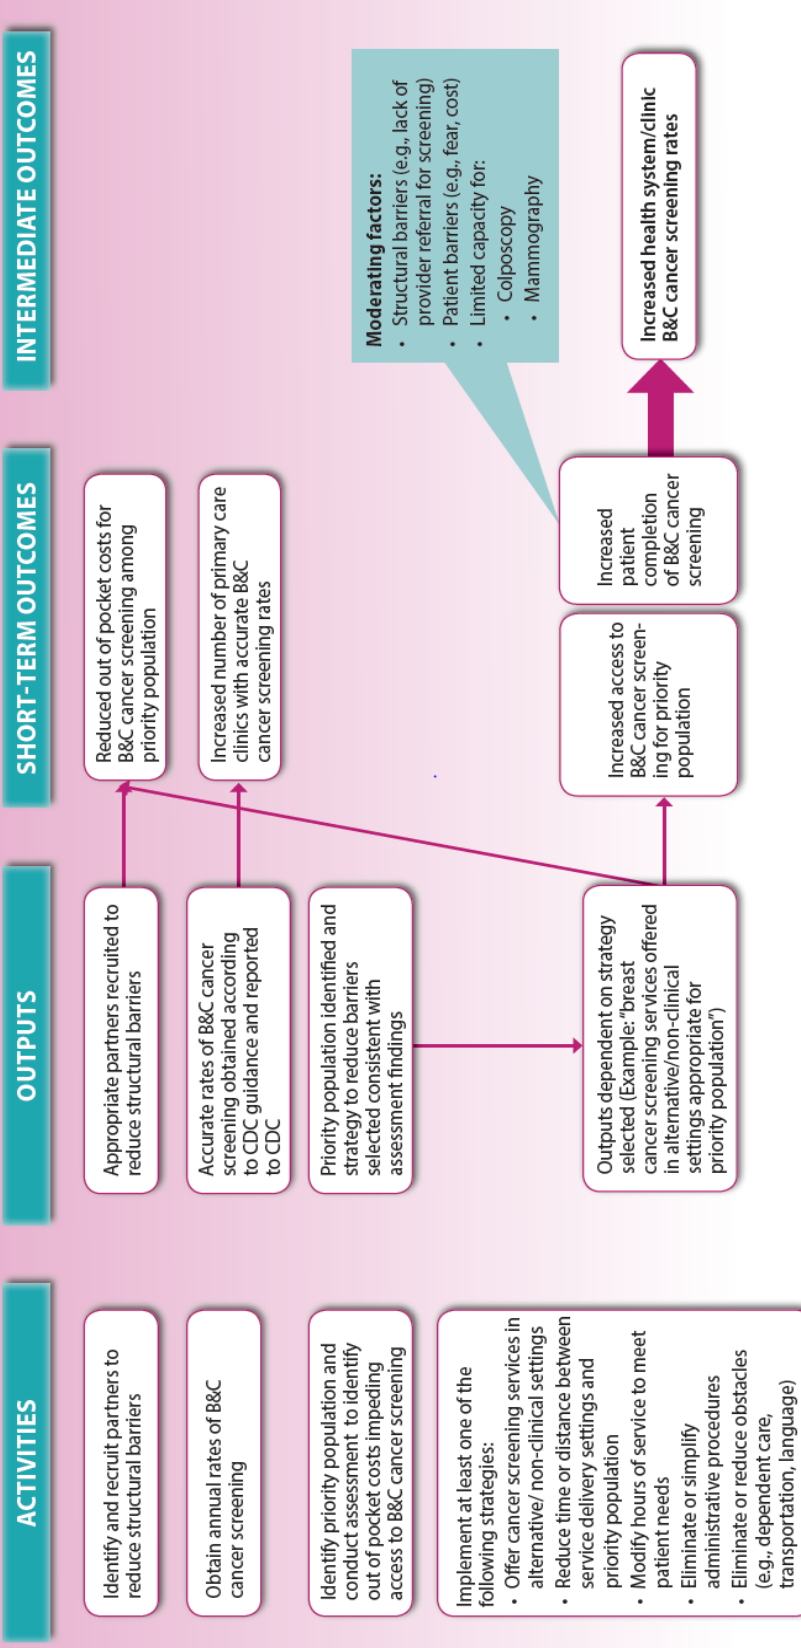 ACTIVITIES
Identify and recruit partners to
reduce structural barriers
Obtain annual rates of B&C
cancer screening
Identify priority population and
conduct assessment to identify
out of pocket costs impeding
access to B&C cancer screening
Implement at least one of the
following strategies:
• Offer cancer screening services in
alternative/ non-clinical settings
• Reduce time or distance between
service delivery settings and
priority population
• Modify hours of service to meet
patient needs
• Eliminate or simplify
administrative procedures
• Eliminate or reduce obstacles
(e.g., dependent care,
transportation, language)
OUTPUTS
Appropriate partners recruited to
reduce structural barriers
Accurate rates of B&C cancer
screening obtained according
to CDC guidance and reported
to CDC
Priority population identified and
strategy to reduce barriers
selected consistent with
assessment findings
Outputs dependent on strategy
selected (Example: “breast
cancer screening services offered
in alternative/non-clinical
settings appropriate for
priority population”)
SHORT-TERM OUTCOMES
Reduced out of pocket costs for
B&C cancer screening among
priority population
Increased number of primary care
clinics with accurate B&C
cancer screening rates
Increased access to
B&C cancer screen-
ing for priority
population
Increased
patient
completion
of B&C cancer
screening
INTERMEDIATE OUTCOMES
Moderating factors:
• Structural barriers (e.g., lack of
provider referral for screening)
• Patient barriers (e.g., fear, cost)
• Limited capacity for:
• Colposcopy
• Mammography
Increased health system/clinic
B&C cancer screening rates